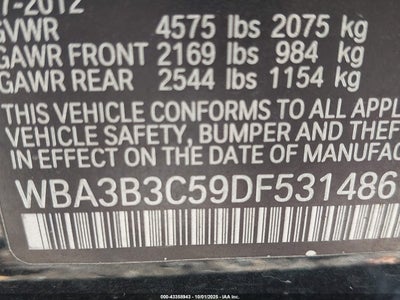 7-2012
GVWR 4575 lbs 2075 kg
GAWR FRONT 2169 lbs 984 kg
GAWR REAR 2544 lbs 1154 kg
THIS VEHICLE CONFORMS TO ALL APPL
VEHICLE SAFETY, BUMPER AND THEFT
IN EFFECT ON THE DATE OF MANUFAC
WBA3B3C59DF531486
000-43358943 | 10/01/2025 - IAA Inc.